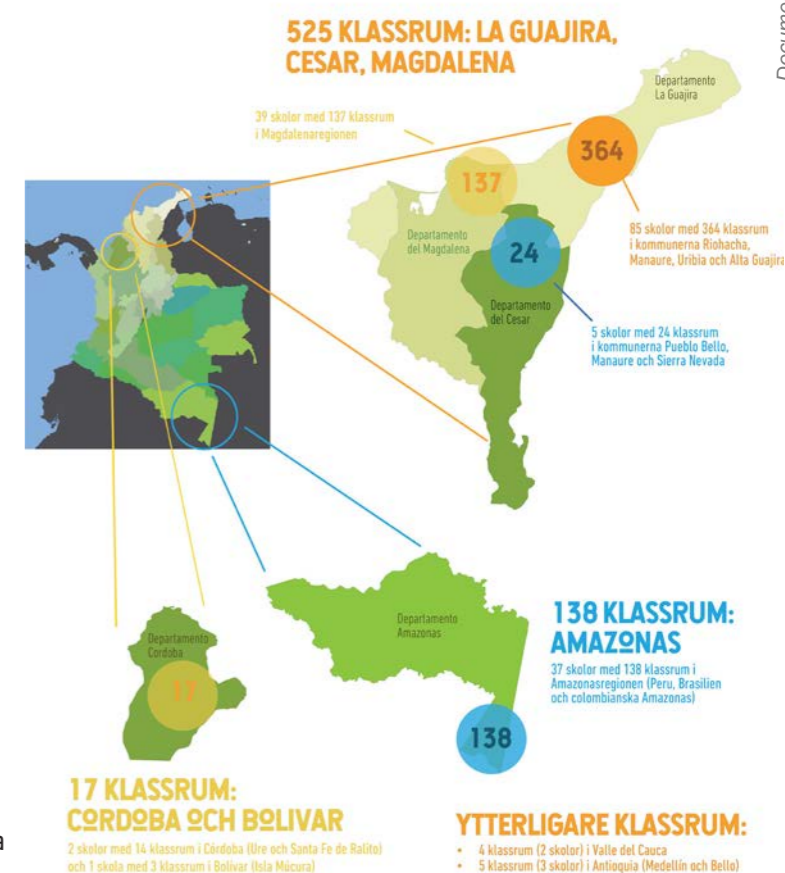 525 KLASSRUM: LA GUAJIRA,
CESAR, MAGDALENA
Departamento
La Guajira
39 skolor med 137 klassrum
i Magdalenaregionen
364
137
85 skolor med 364 klassrum
i kommunerna Riohacha,
Manaure, Uribia och Alta Guajira
Departamento
del Magdalena
24
Departamento
del Cesar
5 skolor med 24 klassrum
i kommunerna Pueblo Bello,
Manaure och Sierra Nevada
Departamento
Amazonas
138 KLASSRUM:
AMAZONAS
37 skolor med 138 klassrum i
Amazonasregionen (Peru, Brasilien
och colombianska Amazonas)
138
Departamento
Cordoba
17
17 KLASSRUM:
CORDOBA OCH BOLIVAR
2 skolor med 14 klassrum i Córdoba (Ure och Santa Fe de Ralito)
och 1 skola med 3 klassrum i Bolívar (Isla Múcura)
YTTERLIGARE KLASSRUM:
• 4 klassrum (2 skolor) i Valle del Cauca
• 5 klassrum (3 skolor) i Antioquia (Medellín och Bello)